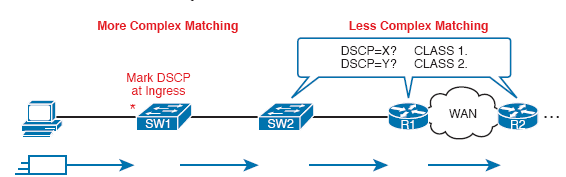 More Complex Matching
Less Complex Matching
DSCP=X? CLASS 1.
DSCP=Y? CLASS 2.
Mark DSCP
at Ingress
*
SW1
SW2
R1
WAN
R2
...